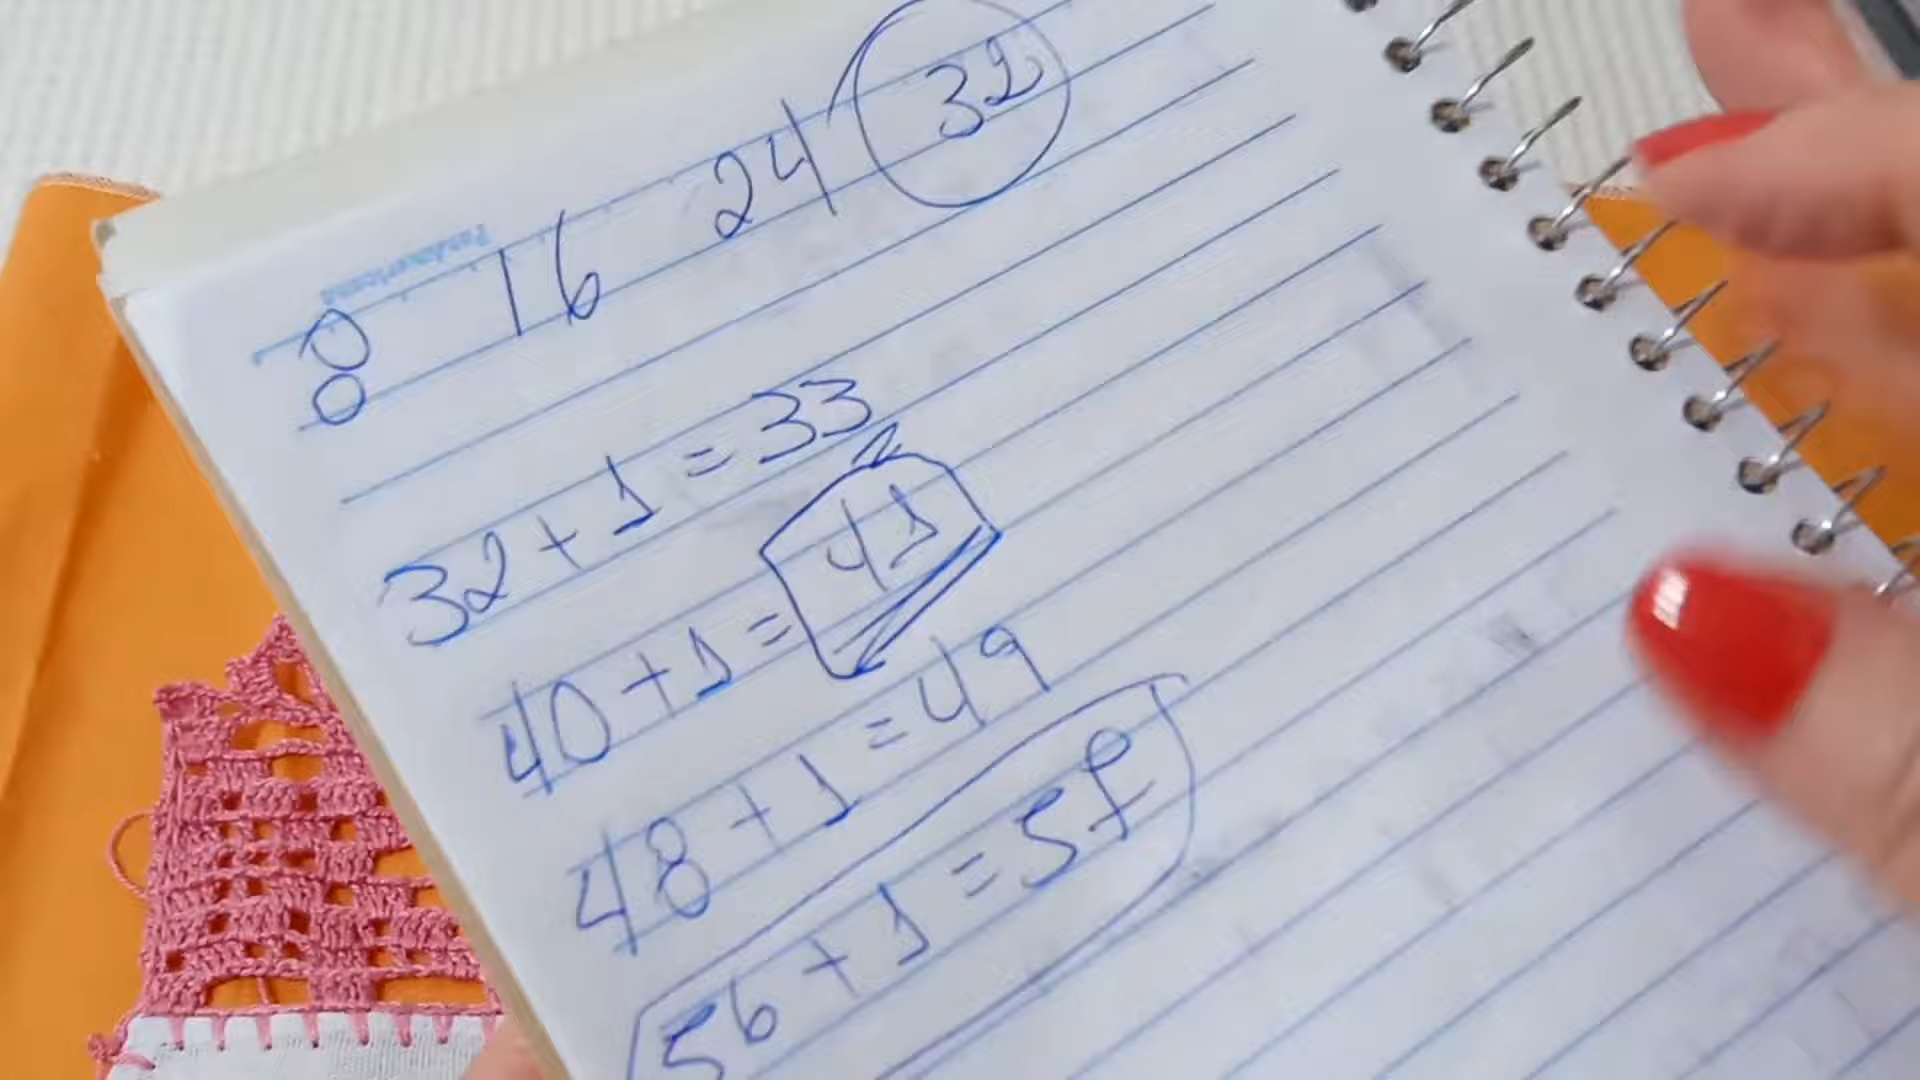 8 16 24 32
32 + 1 = 33
40 + 1 = 41
48 + 1 = 49
56 + 1 = 57